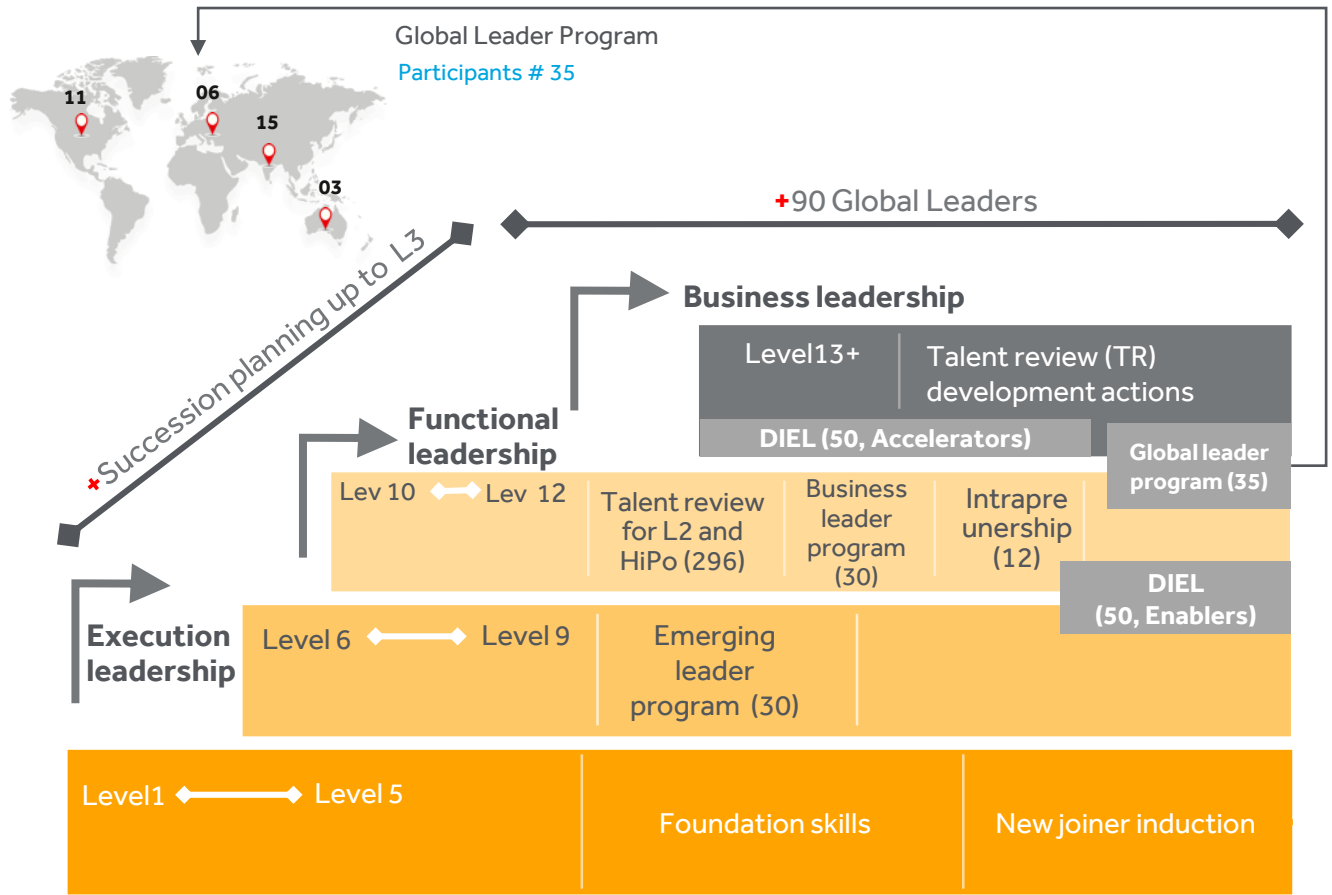 Global Leader Program
Participants # 35
11
06
15
03
+90 Global Leaders
Succession planning up to L3
Business leadership
Level13+
Talent review (TR)
development actions
DIEL (50, Accelerators)
Global leader
program (35)
Functional
leadership
Lev 10
Lev 12
Talent review
for L2 and
HiPo (296)
Business
leader
program
(30)
Intrapre
unership
(12)
DIEL
(50, Enablers)
Execution
leadership
Level 6
Level 9
Emerging
leader
program (30)
Level1
Level 5
Foundation skills
New joiner induction